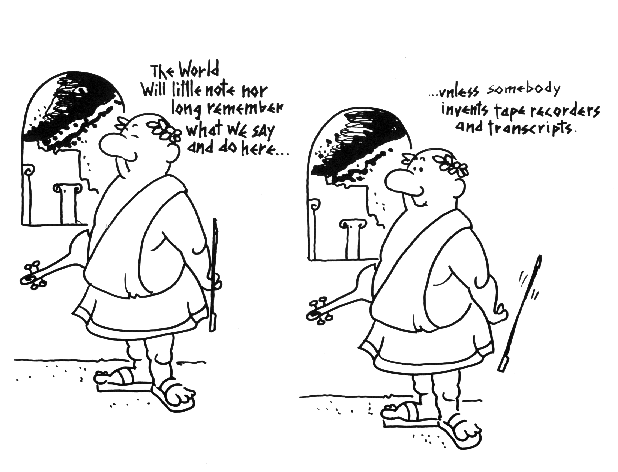 The World
Will little note nor
long remember
what we say
and do here...
...unless somebody
invents tape recorders
and transcripts.